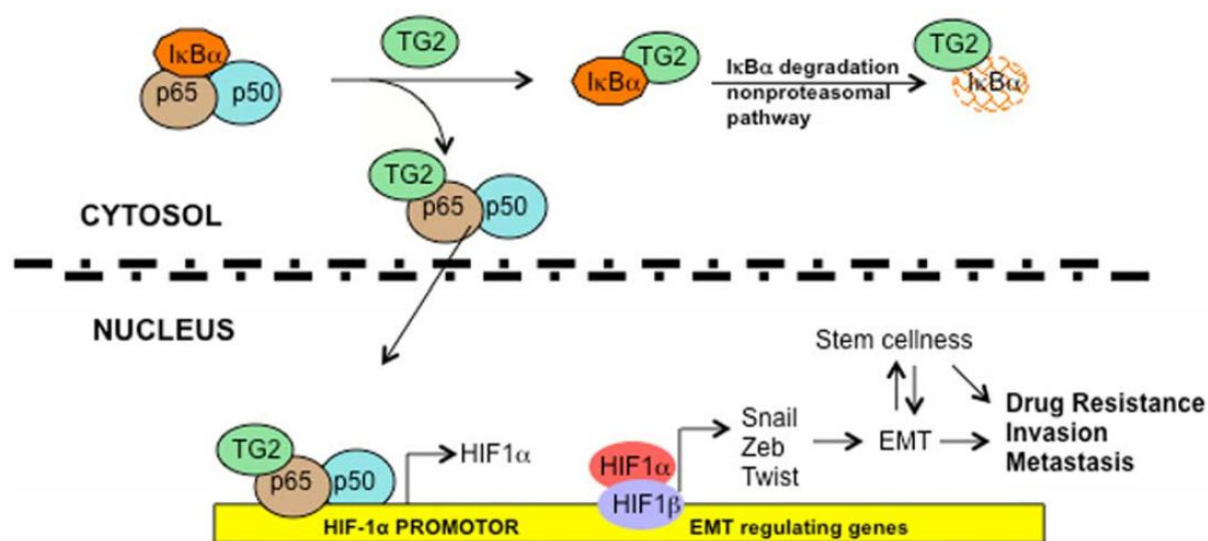 TG2
IκBα
p65 p50
IκBα TG2
IκBα degradation
nonproteasomal
pathway
TG2
IκBα
TG2
p65 p50
CYTOSOL
NUCLEUS
Stem cellness
Snail
Zeb
Twist
EMT
Drug Resistance
Invasion
Metastasis
TG2
p65 p50
HIF1α
HIF1α
HIF1β
HIF-1α PROMOTOR
EMT regulating genes